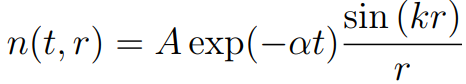 n(t, r) = A exp(−αt) sin (kr) / r